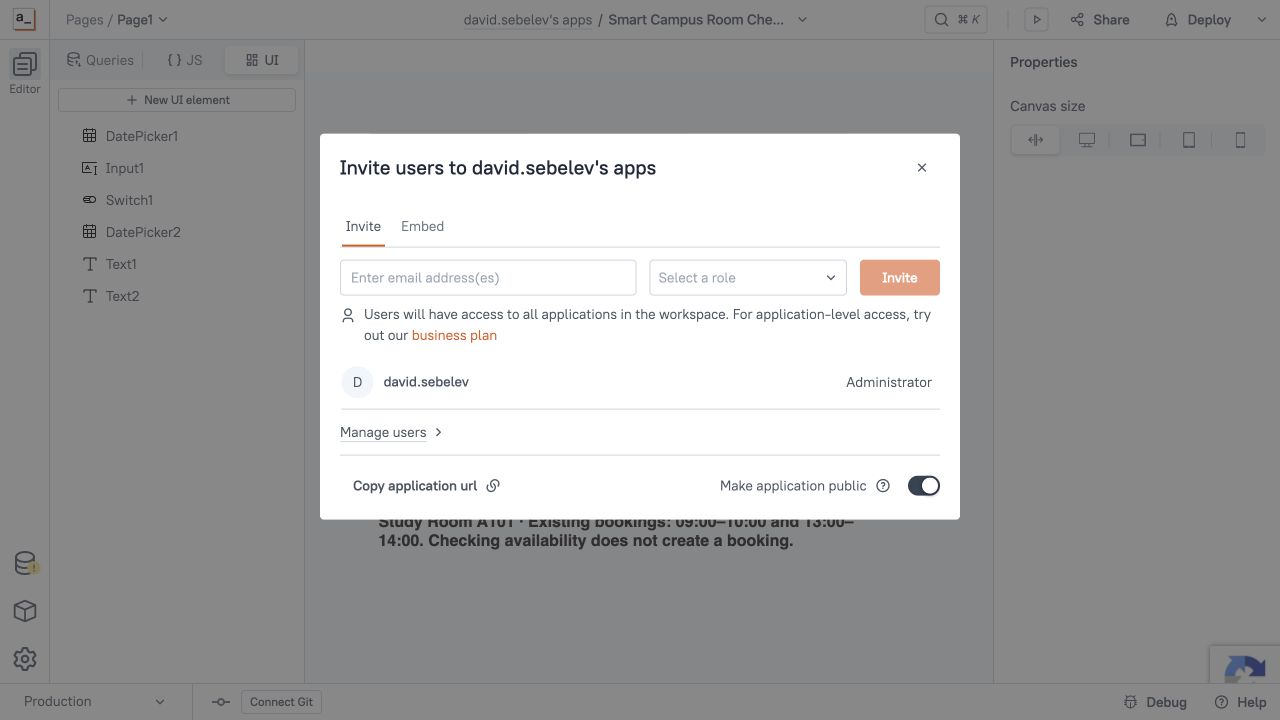 a_
Pages / Page1
david.sebelev's apps / Smart Campus Room Che...
⌘ K
Share
Deploy
Editor
Queries
{ } JS
UI
+ New UI element
DatePicker1
Input1
Switch1
DatePicker2
Text1
Text2
Properties
Canvas size
Invite users to david.sebelev's apps
Invite
Embed
Enter email address(es)
Select a role
Invite
Users will have access to all applications in the workspace. For application-level access, try
out our business plan
D
david.sebelev
Administrator
Manage users
Copy application url
Make application public
Study Room A101 · Existing bookings: 09:00–10:00 and 13:00–
14:00. Checking availability does not create a booking.
Production
Connect Git
Debug
Help